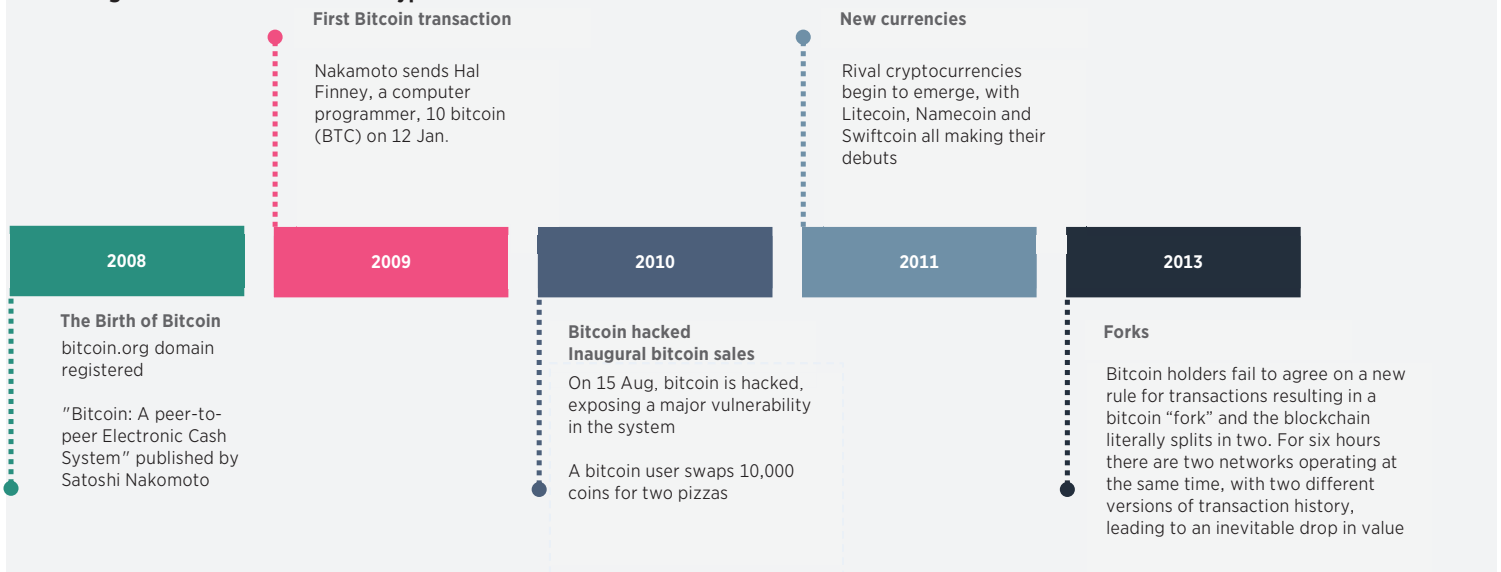 First Bitcoin transaction
Nakamoto sends Hal
Finney, a computer
programmer, 10 bitcoin
(BTC) on 12 Jan.
New currencies
Rival cryptocurrencies
begin to emerge, with
Litecoin, Namecoin and
Swiftcoin all making their
debuts
2008
2009
2010
2011
2013
The Birth of Bitcoin
bitcoin.org domain
registered
"Bitcoin: A peer-to-
peer Electronic Cash
System" published by
Satoshi Nakomoto
Bitcoin hacked
Inaugural bitcoin sales
On 15 Aug, bitcoin is hacked,
exposing a major vulnerability
in the system
A bitcoin user swaps 10,000
coins for two pizzas
Forks
Bitcoin holders fail to agree on a new
rule for transactions resulting in a
bitcoin “fork” and the blockchain
literally splits in two. For six hours
there are two networks operating at
the same time, with two different
versions of transaction history,
leading to an inevitable drop in value